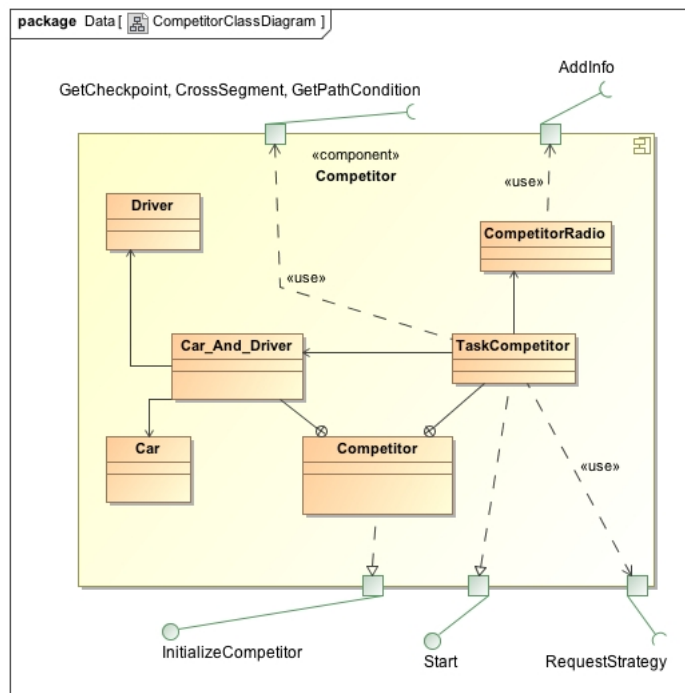 package Data [ CompetitorClassDiagram ]
AddInfo
GetCheckpoint, CrossSegment, GetPathCondition
«component»
Competitor
«use»
Driver
CompetitorRadio
«use»
Car_And_Driver
TaskCompetitor
Car
Competitor
«use»
InitializeCompetitor
Start
RequestStrategy